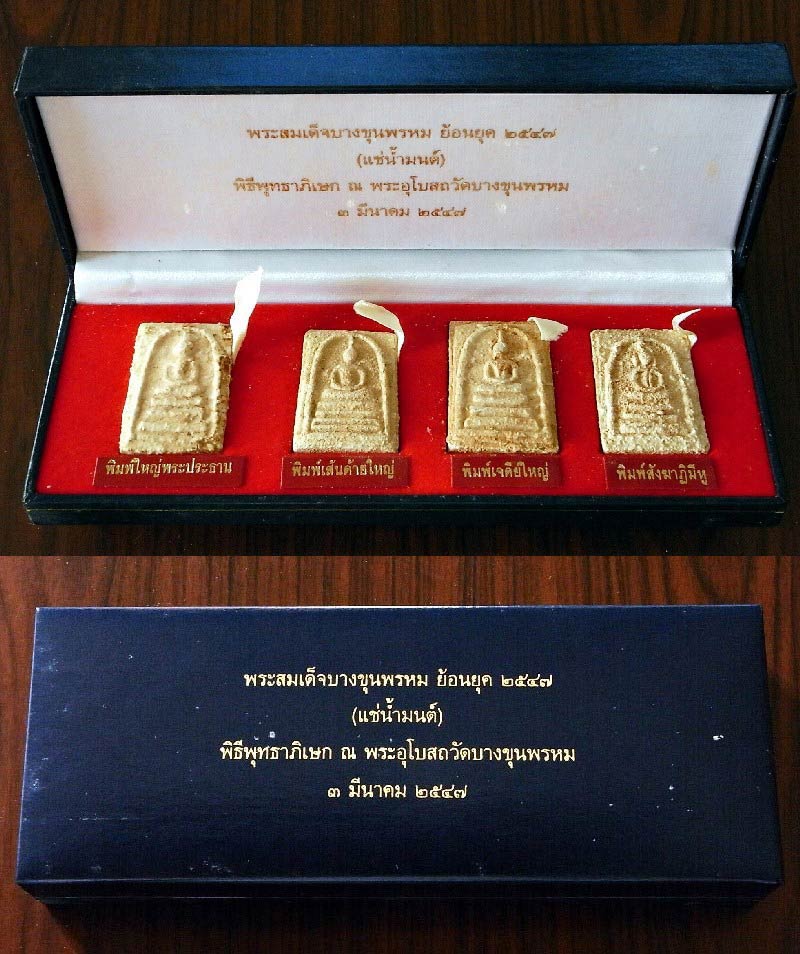 พระสมเด็จบางขุนพรหม ย้อนยุค ๒๕๔๗
(แช่น้ำมนต์)
พิธีพุทธาภิเษก ณ พระอุโบสถวัดบางขุนพรหม
๓ มีนาคม ๒๕๔๗
พิมพ์ใหญ่พระประธาน
พิมพ์เส้นด้ายใหญ่
พิมพ์เจดีย์ใหญ่
พิมพ์สังฆาฏิมีหู
พระสมเด็จบางขุนพรหม ย้อนยุค ๒๕๔๗
(แช่น้ำมนต์)
พิธีพุทธาภิเษก ณ พระอุโบสถวัดบางขุนพรหม
๓ มีนาคม ๒๕๔๗